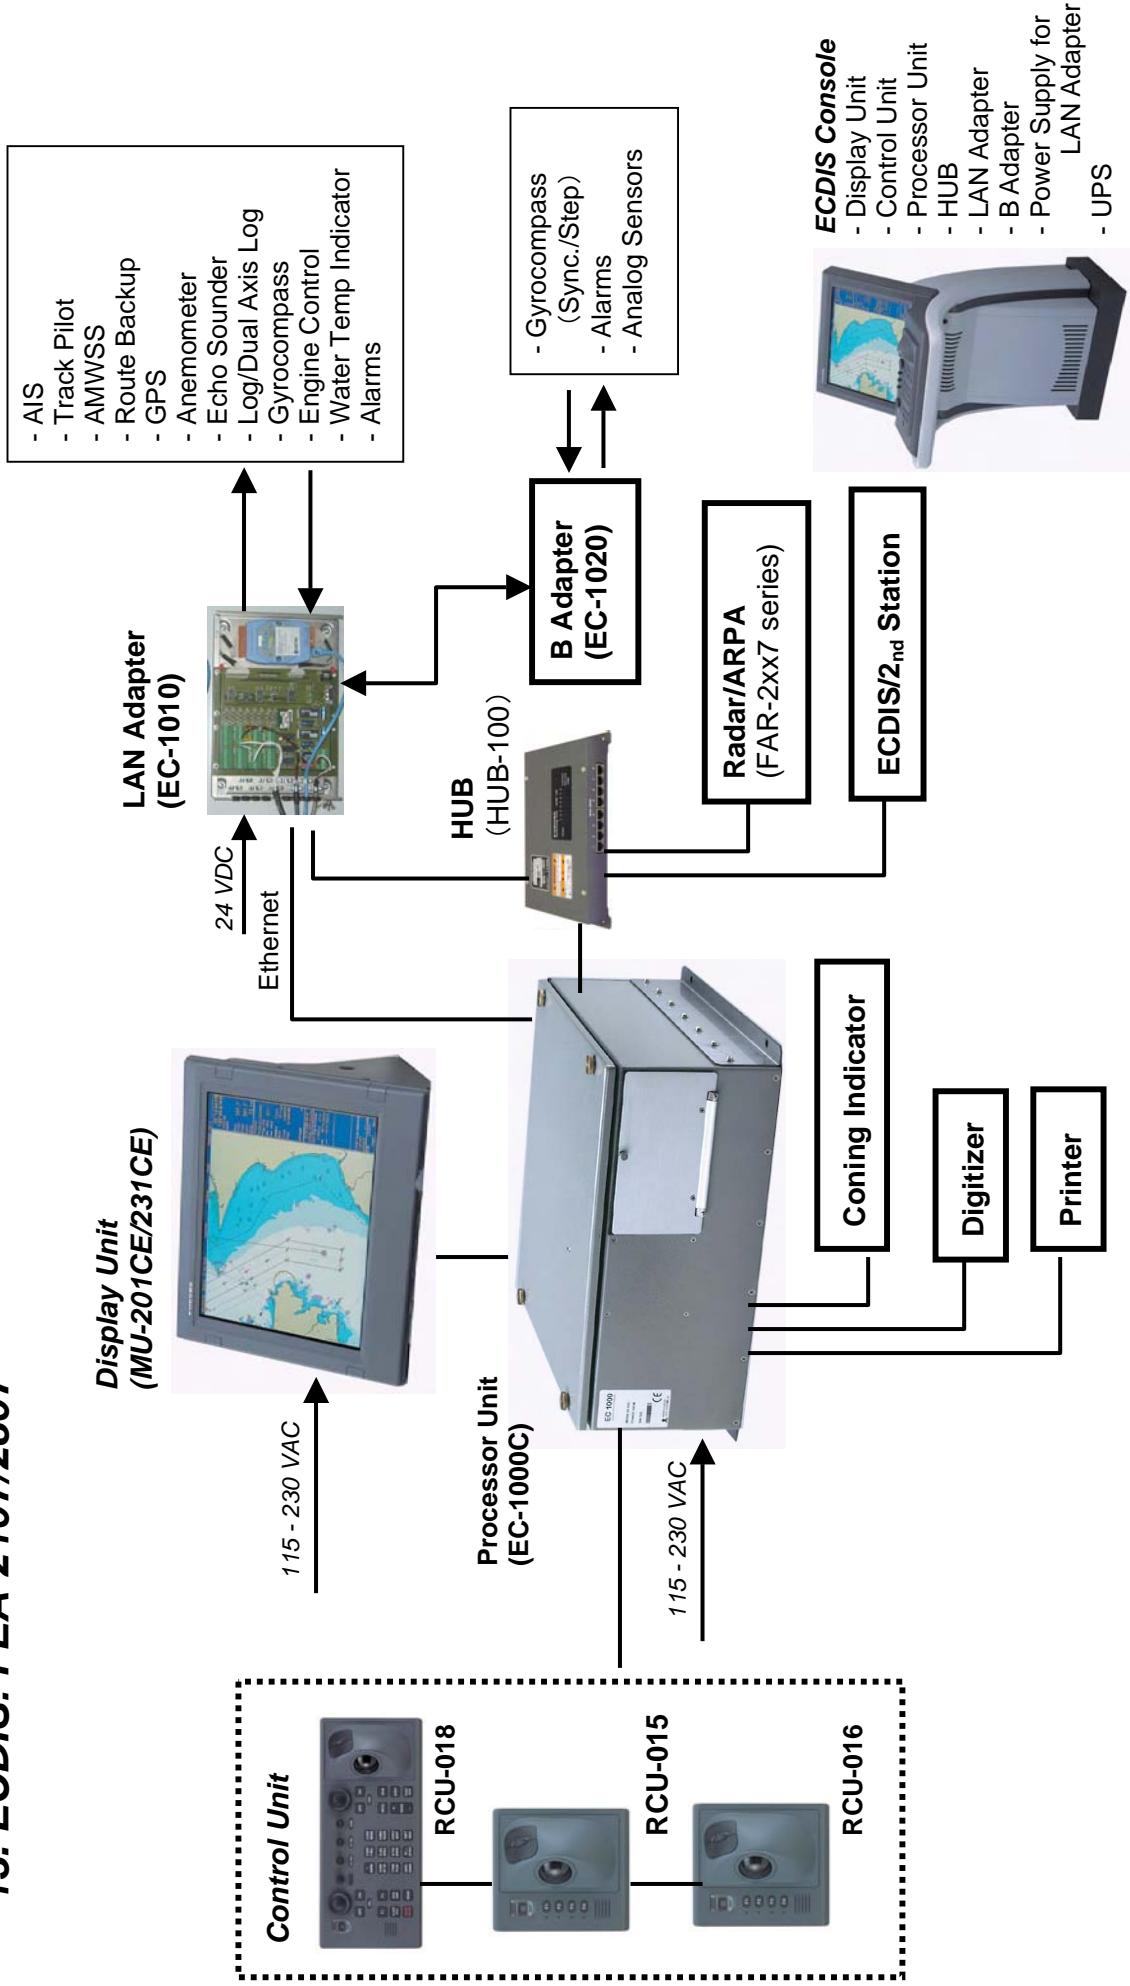 ECDIS: FEA-2107/2807
Control Unit
RCU-018
RCU-015
RCU-016
Display Unit
(MU-201CE/231CE)
115 - 230 VAC
Processor Unit
(EC-1000C)
EC 1000
115 - 230 VAC
LAN Adapter
(EC-1010)
24 VDC
Ethernet
HUB
(HUB-100)
- AIS
- Track Pilot
- AMWSS
- Route Backup
- GPS
- Anemometer
- Echo Sounder
- Log/Dual Axis Log
- Gyrocompass
- Engine Control
- Water Temp Indicator
- Alarms
B Adapter
(EC-1020)
- Gyrocompass
(Sync./Step)
- Alarms
- Analog Sensors
Radar/ARPA
(FAR-2xx7 series)
ECDIS/2nd Station
Coning Indicator
Digitizer
Printer
ECDIS Console
- Display Unit
- Control Unit
- Processor Unit
- HUB
- LAN Adapter
- B Adapter
- Power Supply for
LAN Adapter
- UPS